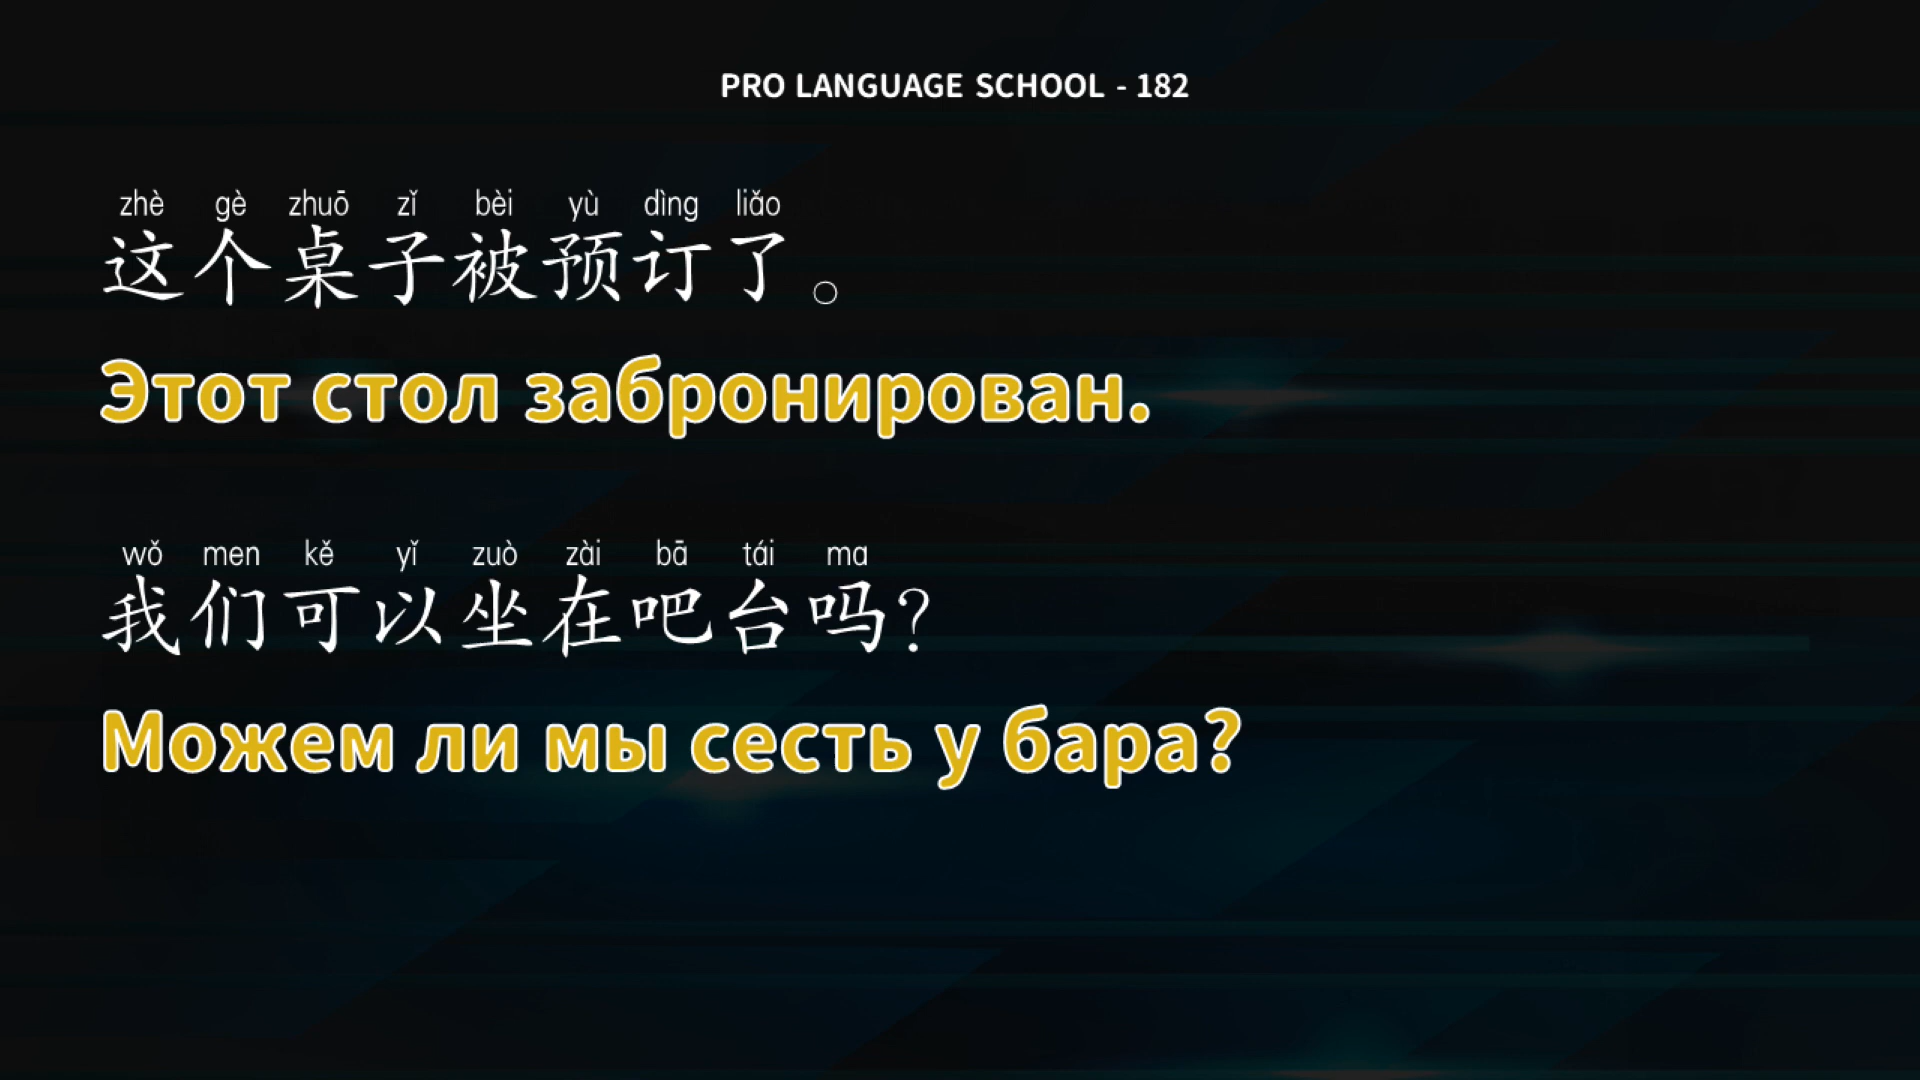 PRO LANGUAGE SCHOOL - 182
zhè gè zhuō zǐ bèi yù dìng liǎo
这个桌子被预订了。
Этот стол забронирован.
wǒ men kě yǐ zuò zài bā tái ma
我们可以坐在吧台吗？
Можем ли мы сесть у бара?